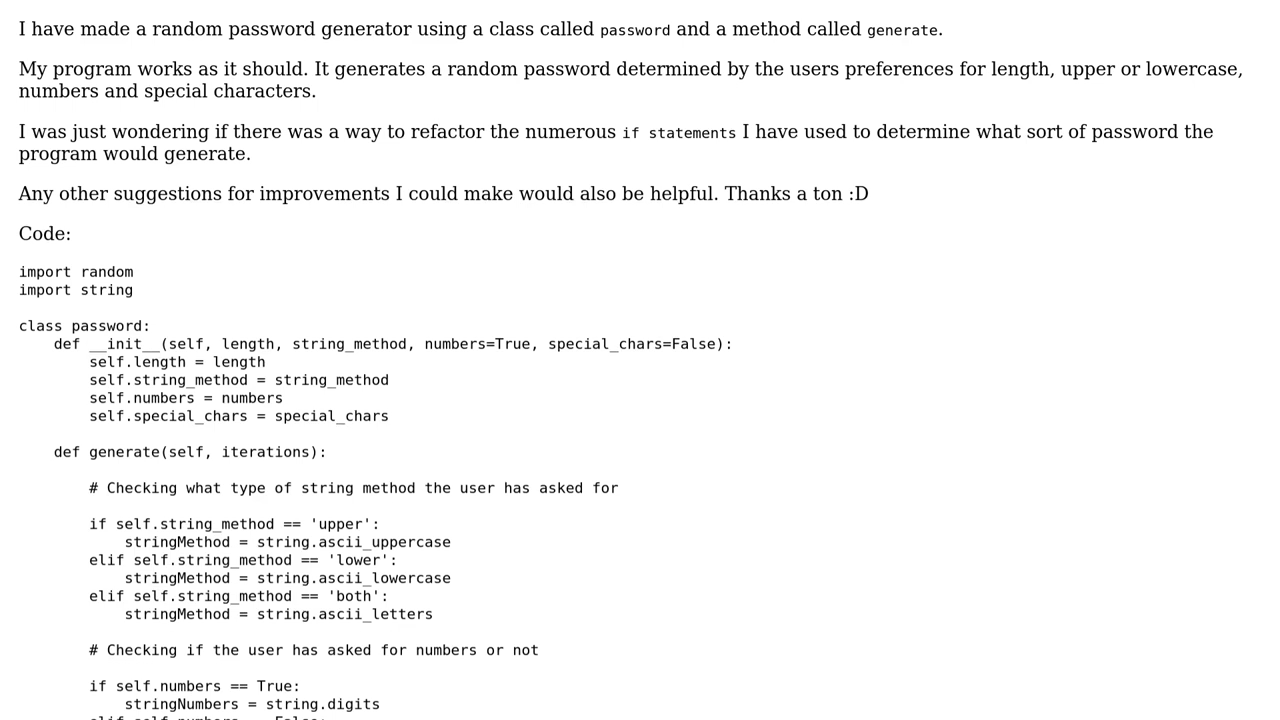 I have made a random password generator using a class called password and a method called generate.
My program works as it should. It generates a random password determined by the users preferences for length, upper or lowercase,
numbers and special characters.
I was just wondering if there was a way to refactor the numerous if statements I have used to determine what sort of password the
program would generate.
Any other suggestions for improvements I could make would also be helpful. Thanks a ton :D
Code:
import random
import string
class password:
    def __init__(self, length, string_method, numbers=True, special_chars=False):
        self.length = length
        self.string_method = string_method
        self.numbers = numbers
        self.special_chars = special_chars
    def generate(self, iterations):
        # Checking what type of string method the user has asked for
        if self.string_method == 'upper':
            stringMethod = string.ascii_uppercase
        elif self.string_method == 'lower':
            stringMethod = string.ascii_lowercase
        elif self.string_method == 'both':
            stringMethod = string.ascii_letters
        # Checking if the user has asked for numbers or not
        if self.numbers == True:
            stringNumbers = string.digits